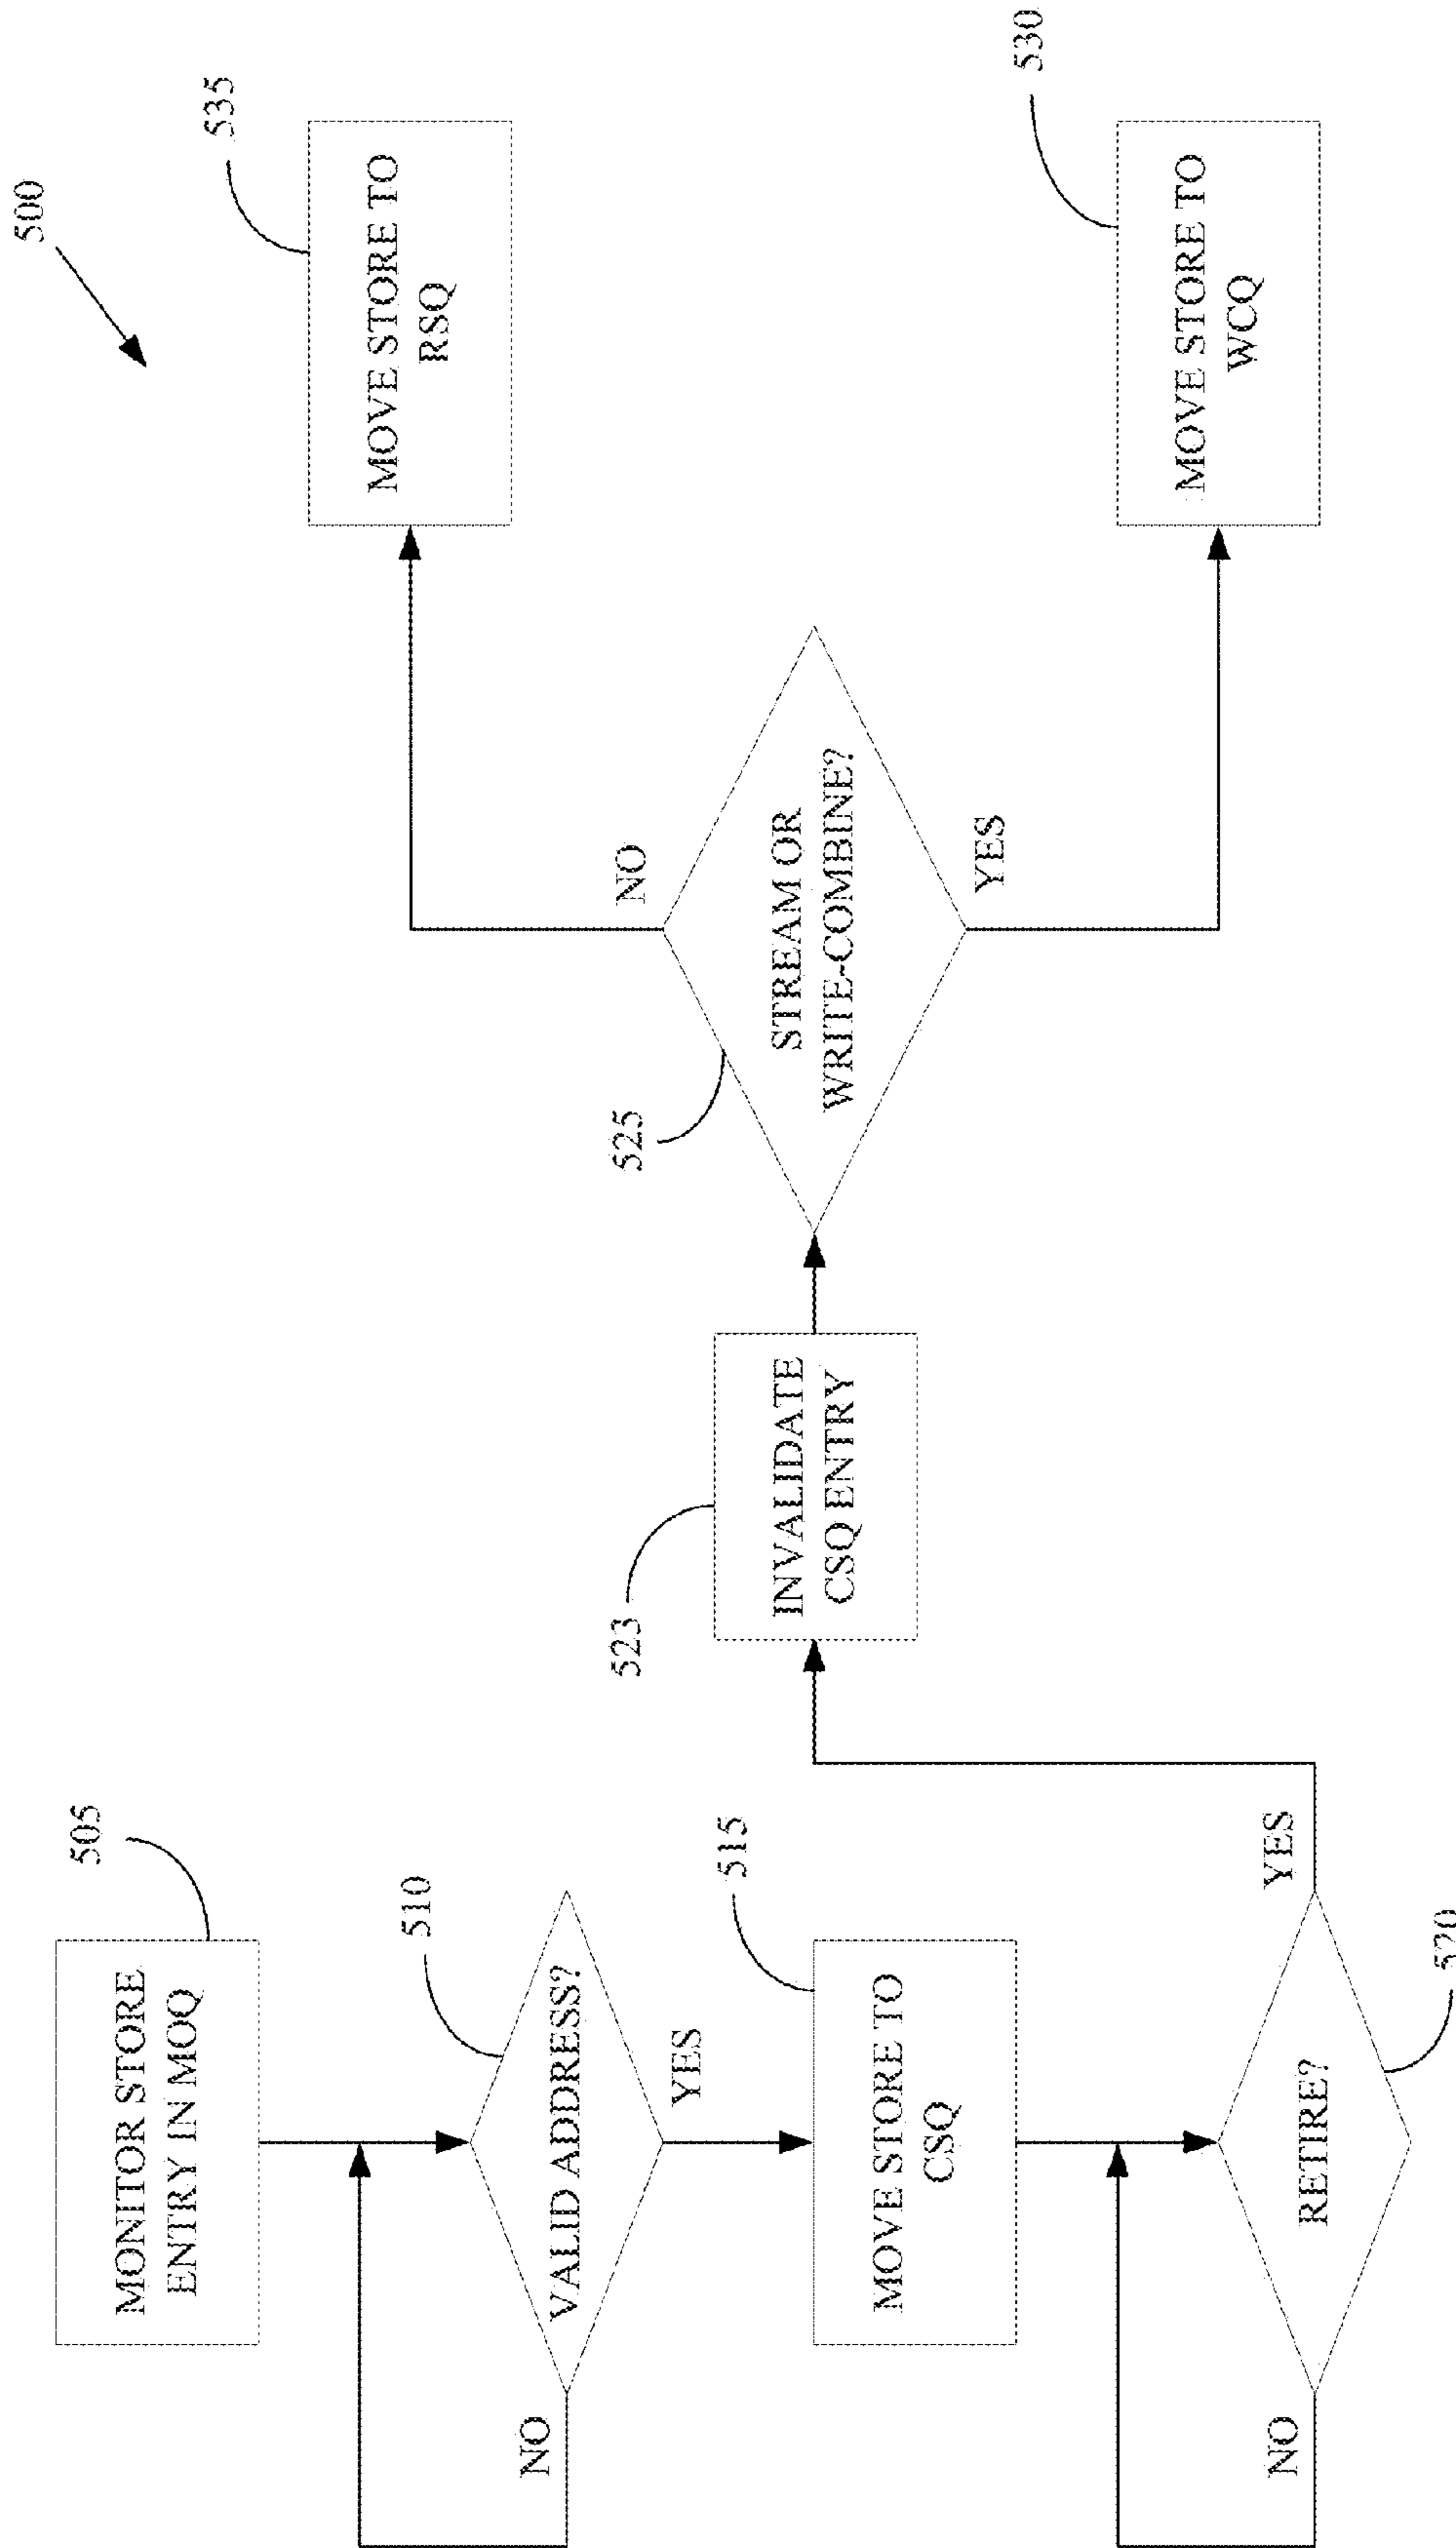 500
505
MONITOR STORE
ENTRY IN MOQ
510
VALID ADDRESS?
NO
YES
515
MOVE STORE TO
CSQ
520
RETIRE?
NO
YES
523
INVALIDATE
CSQ ENTRY
525
STREAM OR
WRITE-COMBINE?
NO
YES
535
MOVE STORE TO
RSQ
530
MOVE STORE TO
WCQ